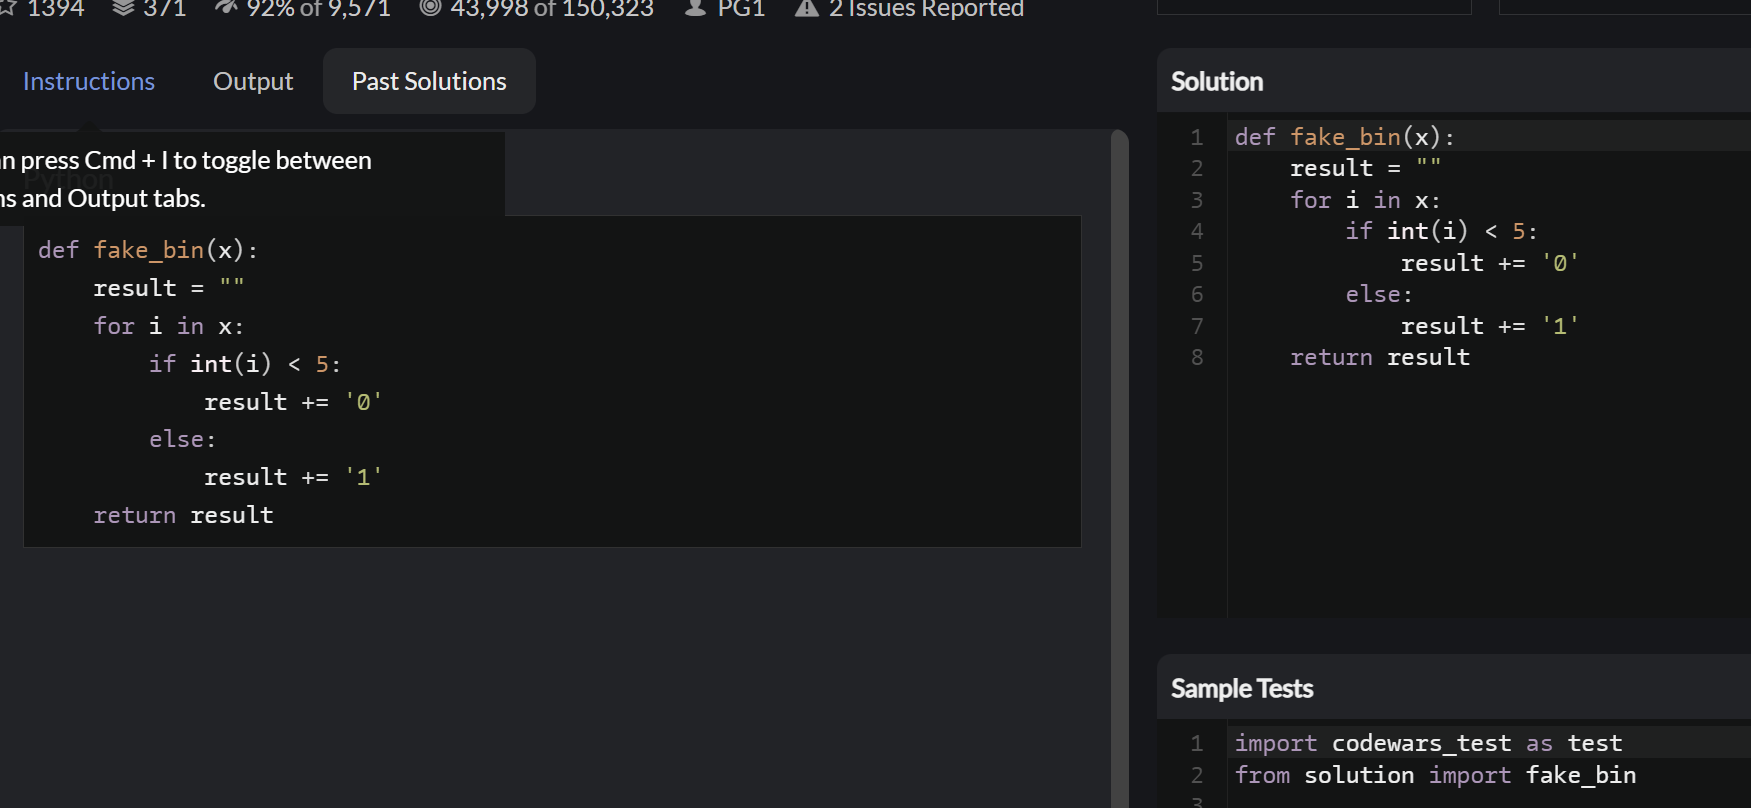 1394 371 92% of 9,571 43,998 of 150,323 PG1 2 Issues Reported
Instructions Output Past Solutions
press Cmd + I to toggle between
Python
and Output tabs.
def fake_bin(x):
    result = ""
    for i in x:
        if int(i) < 5:
            result += '0'
        else:
            result += '1'
    return result
Solution
1 def fake_bin(x):
2     result = ""
3     for i in x:
4         if int(i) < 5:
5             result += '0'
6         else:
7             result += '1'
8     return result
Sample Tests
1 import codewars_test as test
2 from solution import fake_bin
3